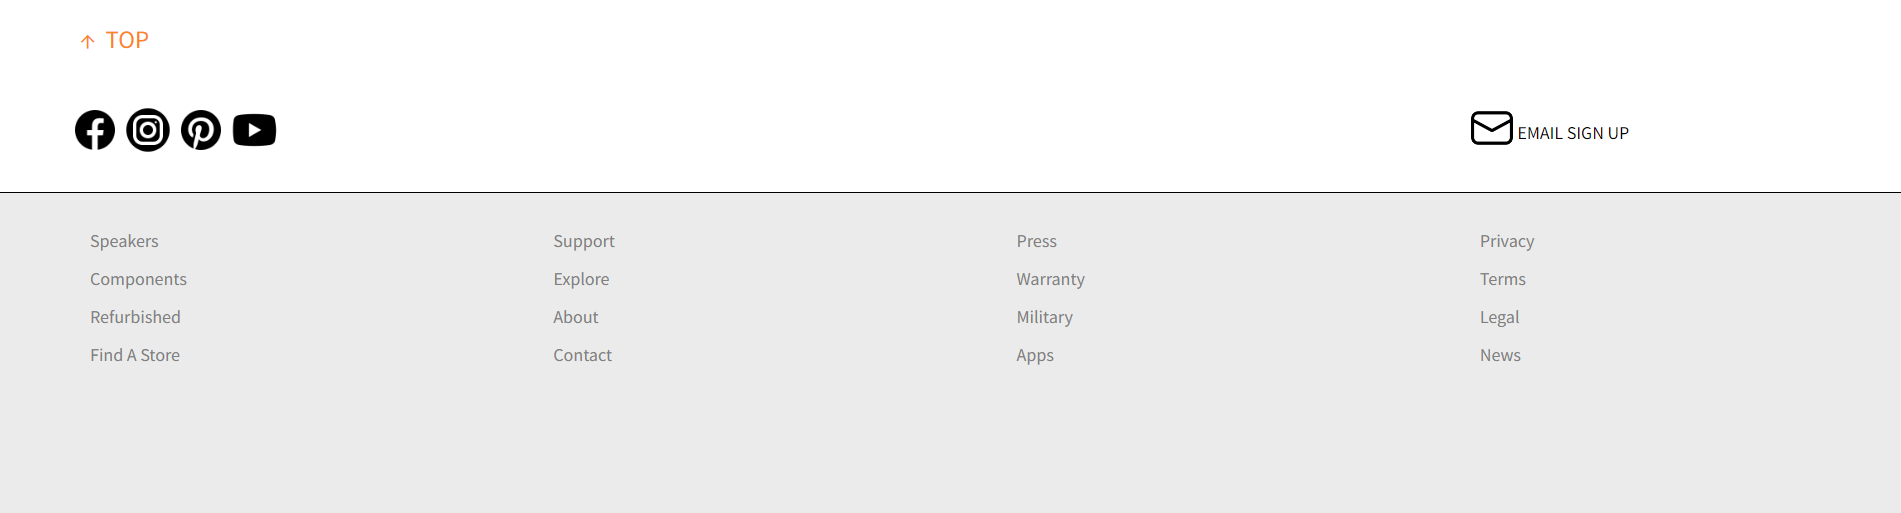 ↑ TOP
EMAIL SIGN UP
Speakers
Components
Refurbished
Find A Store
Support
Explore
About
Contact
Press
Warranty
Military
Apps
Privacy
Terms
Legal
News